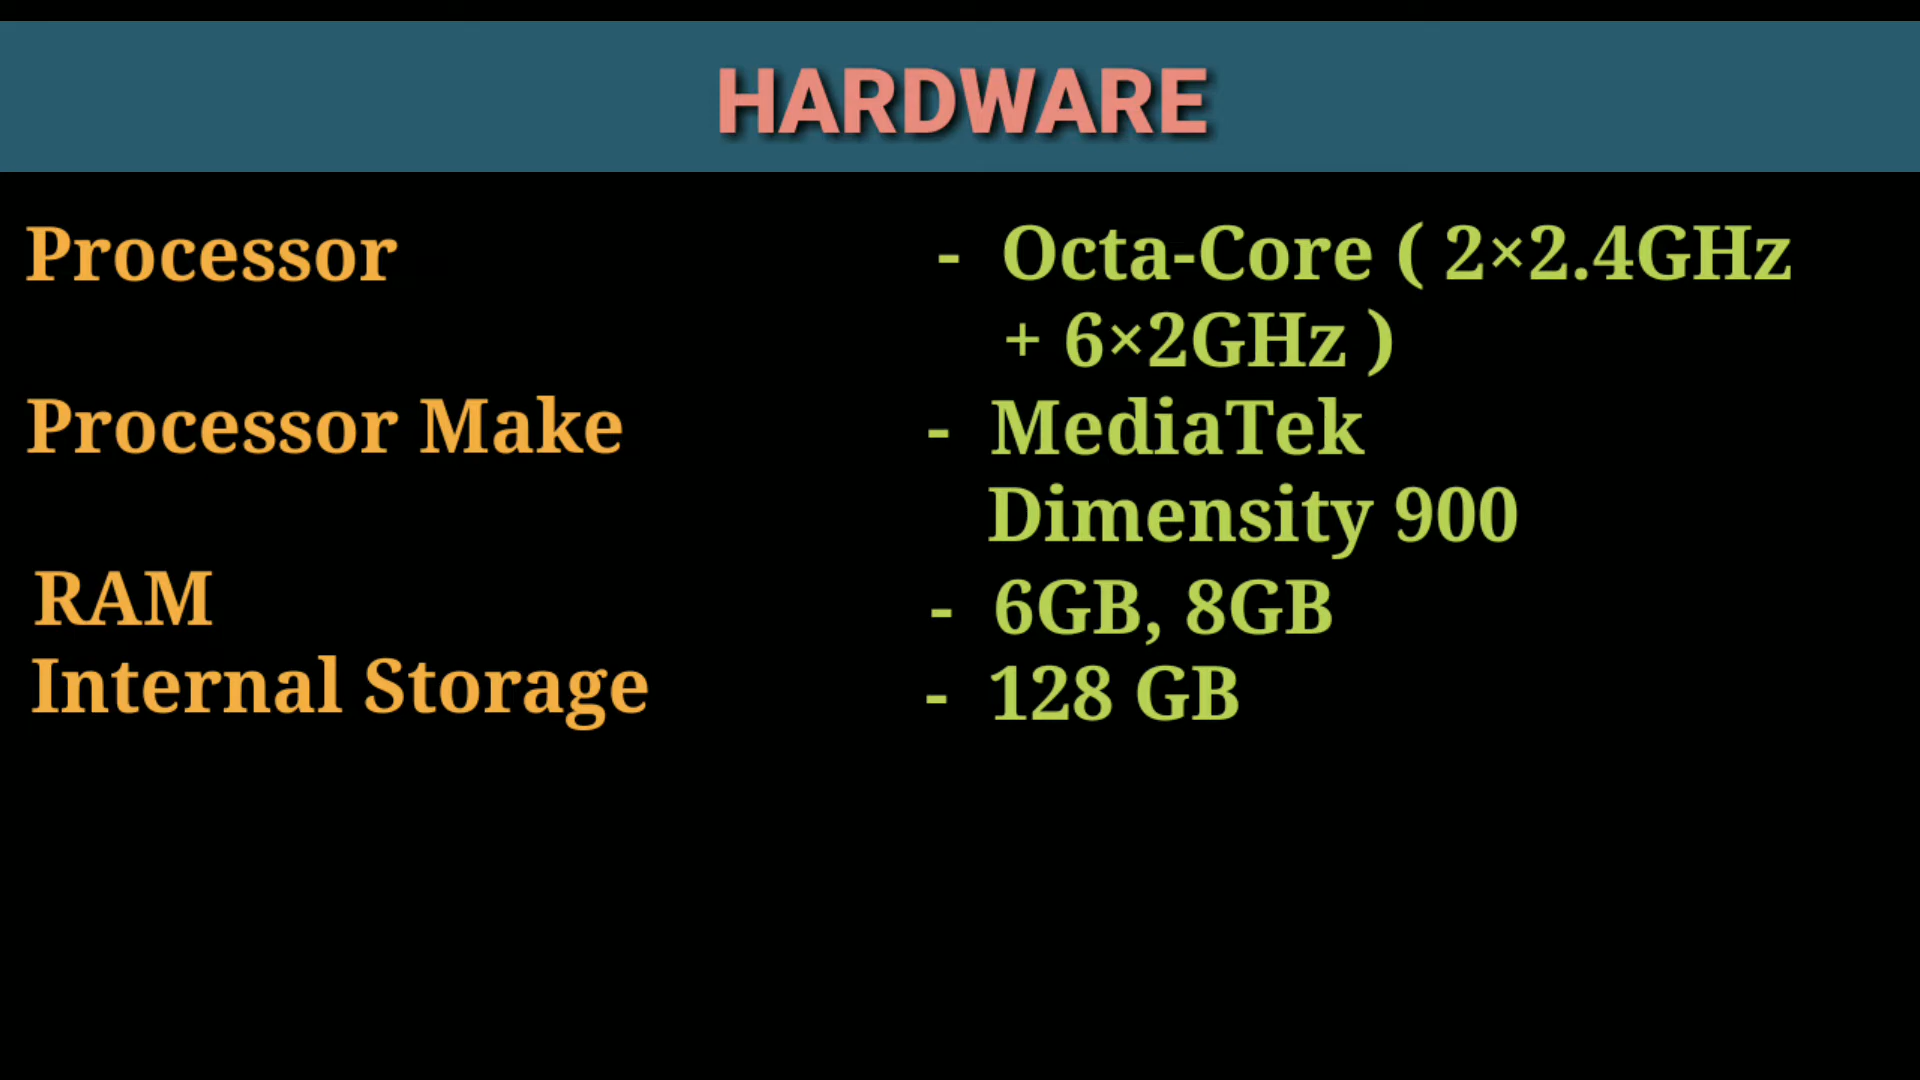 HARDWARE
Processor - Octa-Core ( 2×2.4GHz
+ 6×2GHz )
Processor Make - MediaTek
Dimensity 900
RAM - 6GB, 8GB
Internal Storage - 128 GB